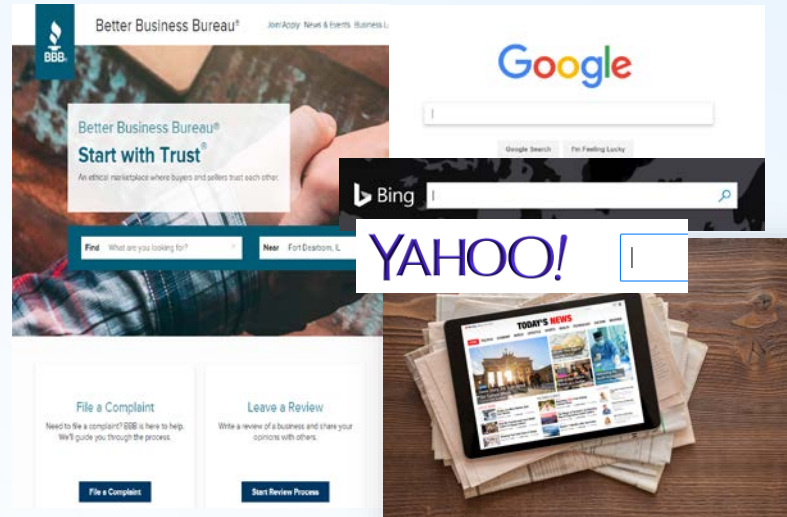 Better Business Bureau®
Join/Apply News & Events Business L
BBB
Better Business Bureau®
Start with Trust®
An ethical marketplace where buyers and sellers trust each other.
Find What are you looking for?
Near Fort Dearborn, IL
File a Complaint
Need to file a complaint? BBB is here to help.
We'll guide you through the process.
File a Complaint
Leave a Review
Write a review of a business and share your
opinions with others.
Start Review Process
Google
Google Search I'm Feeling Lucky
Bing
YAHOO!
TODAY'S NEWS